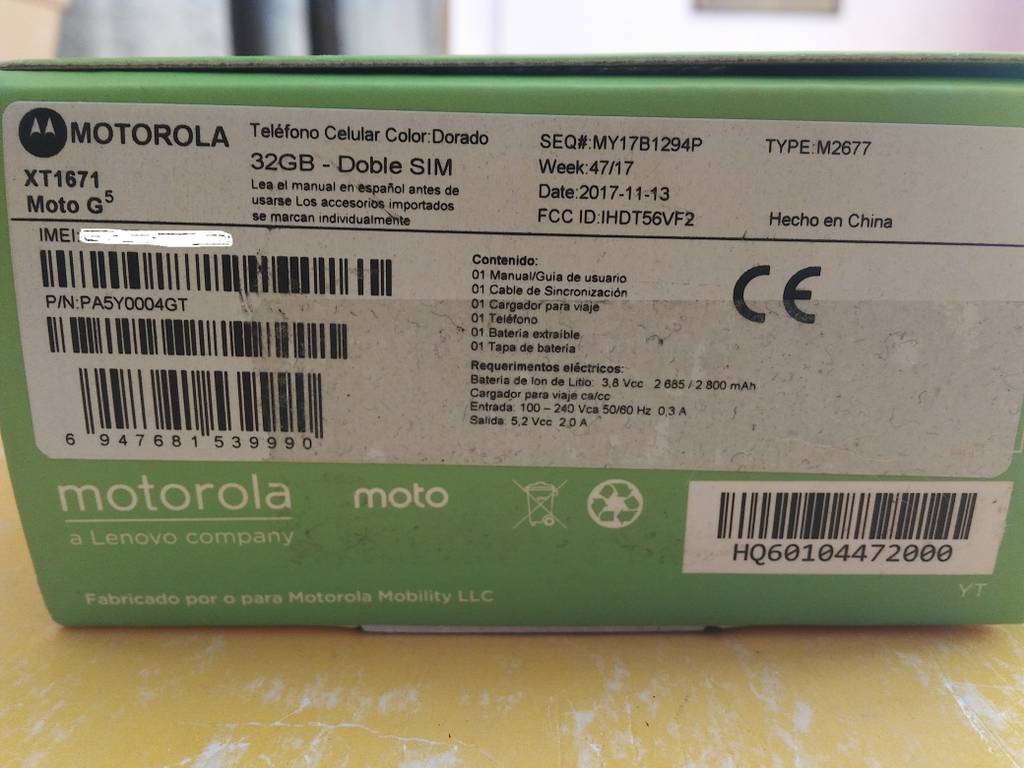 MOTOROLA
XT1671
Moto G5
Teléfono Celular Color:Dorado
32GB - Doble SIM
Lea el manual en español antes de
usarse Los accesorios importados
se marcan individualmente
SEQ#:MY17B1294P
Week:47/17
Date:2017-11-13
FCC ID:IHDT56VF2
TYPE:M2677
Hecho en China
IMEI:
P/N:PA5Y0004GT
6 947681 539990
Contenido:
01 Manual/Guia de usuario
01 Cable de Sincronización
01 Cargador para viaje
01 Teléfono
01 Bateria extraíble
01 Tapa de bateria
Requerimentos eléctricos:
Bateria de Ion de Litio: 3,8 Vcc 2 685 / 2 800 mAh
Cargador para viaje ca/cc
Entrada: 100 – 240 Vca 50/60 Hz 0,3 A
Salida: 5,2 Vcc 2.0 A
CE
motorola
a Lenovo company
moto
HQ60104472000
Fabricado por o para Motorola Mobility LLC
YT